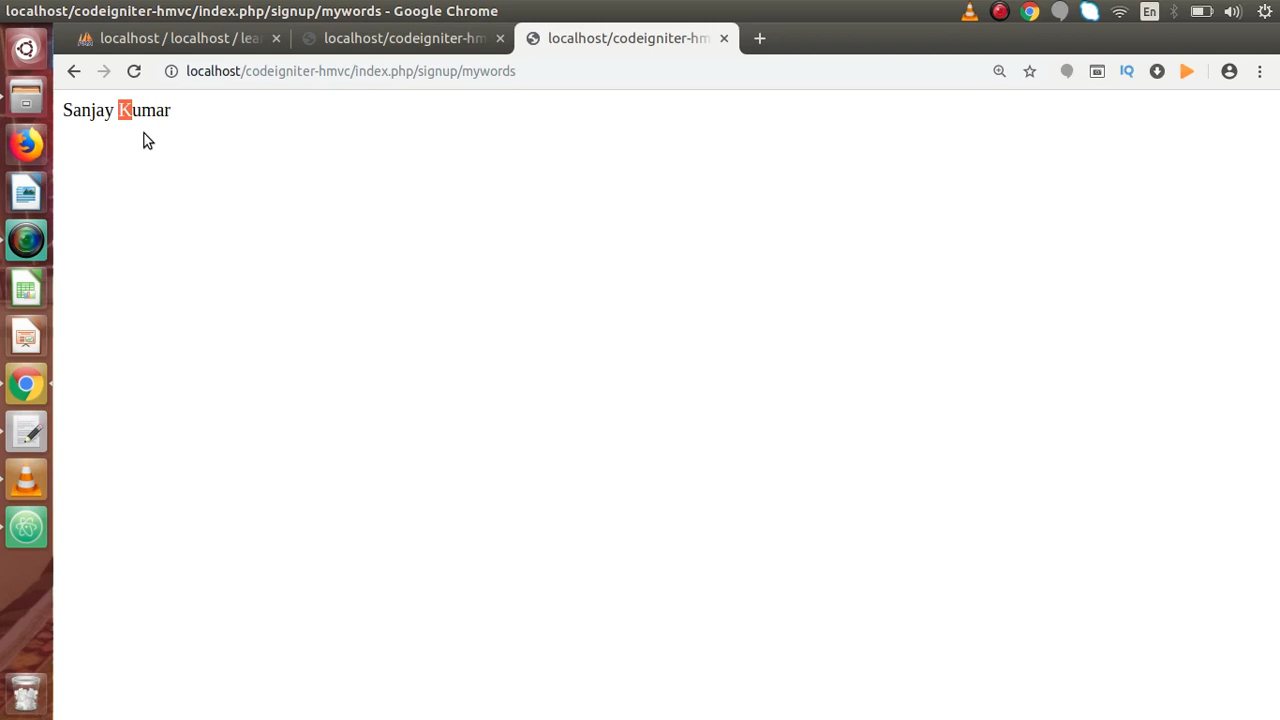 localhost/codeigniter-hmvc/index.php/signup/mywords - Google Chrome
En
localhost / localhost / lea
localhost/codeigniter-hm
localhost/codeigniter-hm
localhost/codeigniter-hmvc/index.php/signup/mywords
IQ
Sanjay Kumar